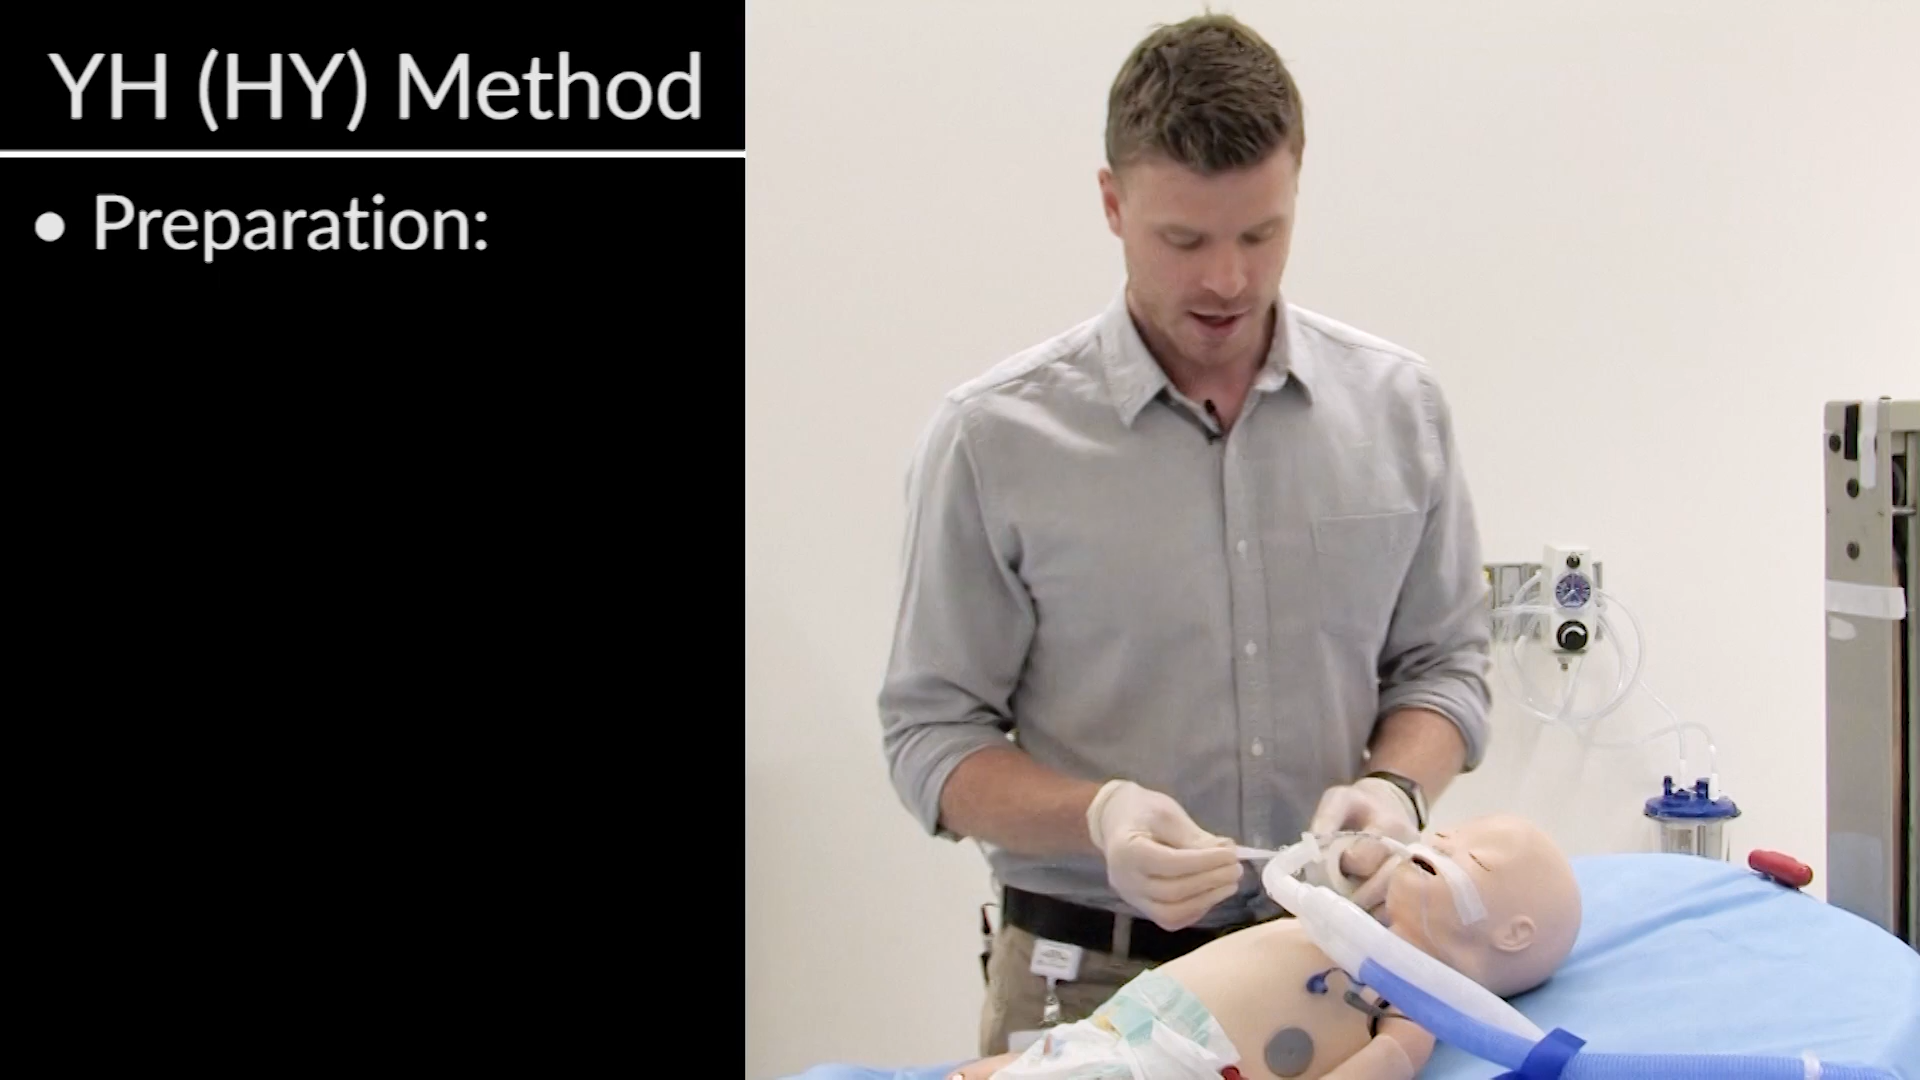 YH (HY) Method
• Preparation: